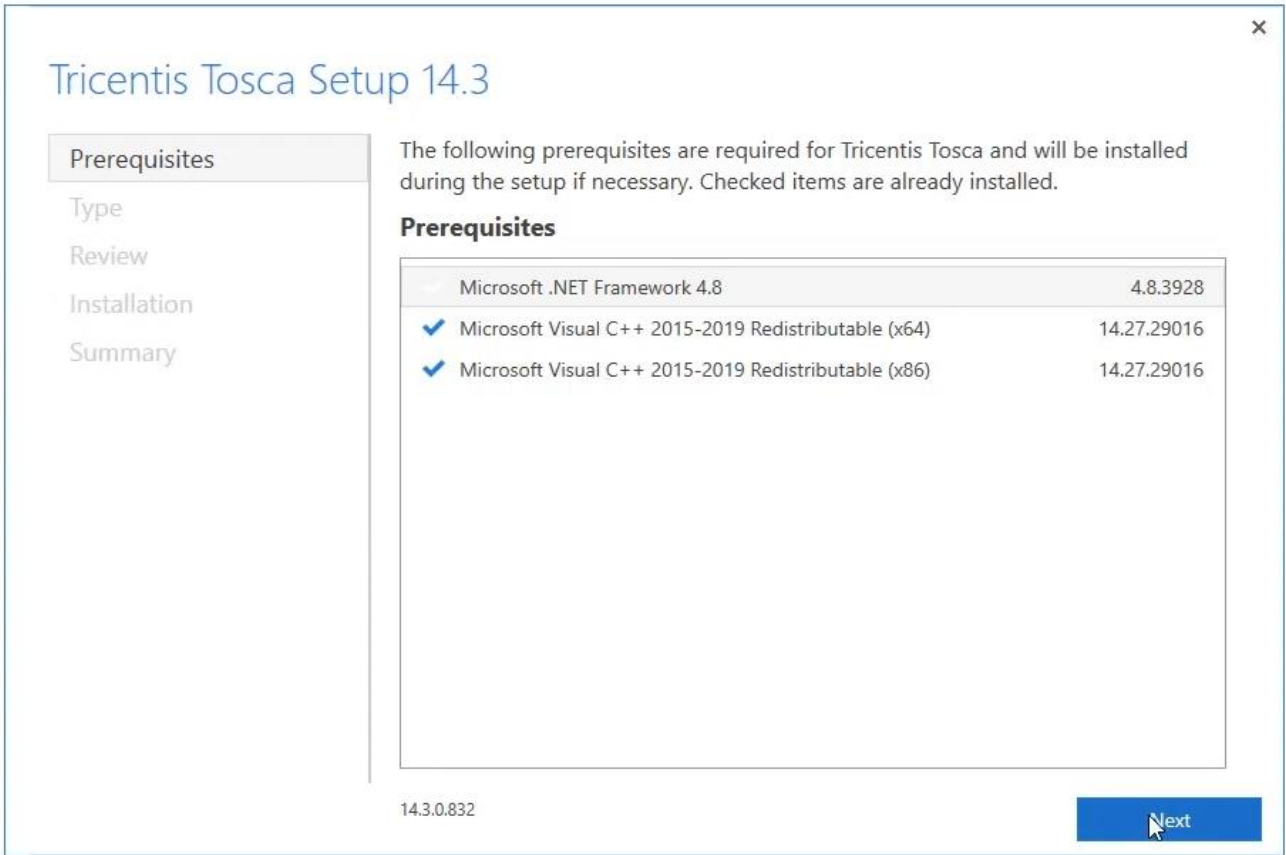 Tricentis Tosca Setup 14.3
Prerequisites
Type
Review
Installation
Summary
The following prerequisites are required for Tricentis Tosca and will be installed
during the setup if necessary. Checked items are already installed.
Prerequisites
Microsoft .NET Framework 4.8 4.8.3928
Microsoft Visual C++ 2015-2019 Redistributable (x64) 14.27.29016
Microsoft Visual C++ 2015-2019 Redistributable (x86) 14.27.29016
14.3.0.832
Next